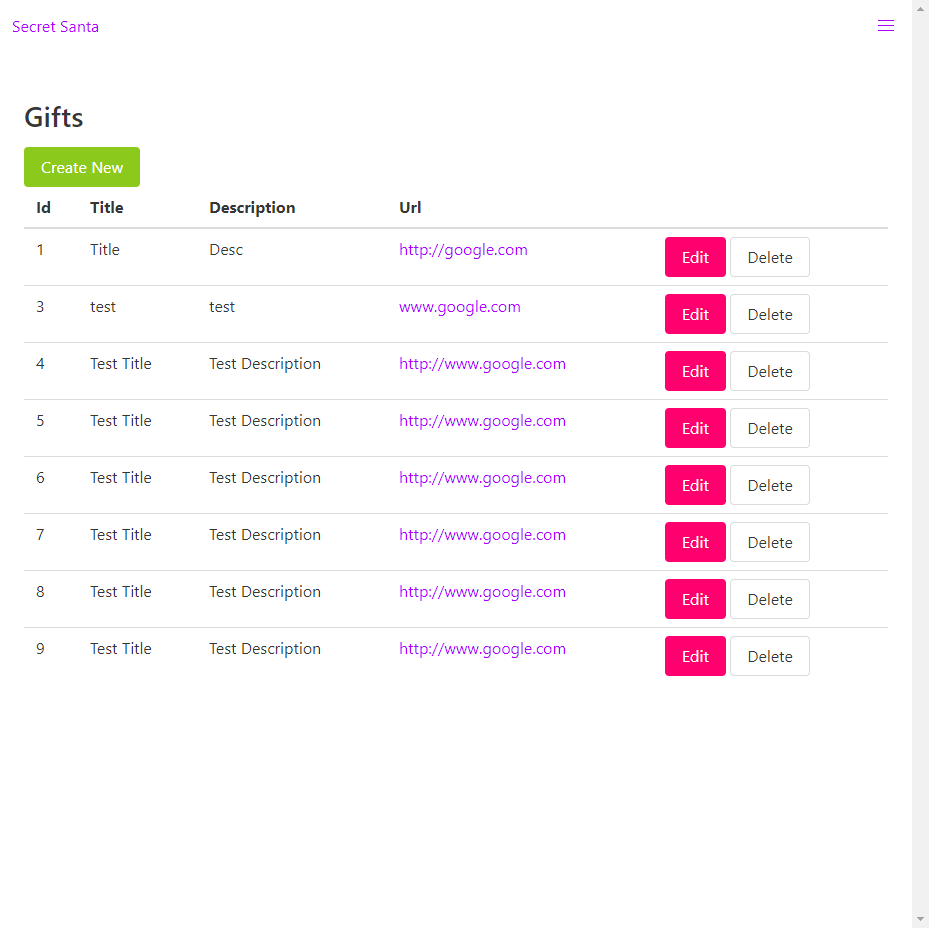 Secret Santa
Gifts
Create New
Id Title Description Url
1 Title Desc http://google.com Edit Delete
3 test test www.google.com Edit Delete
4 Test Title Test Description http://www.google.com Edit Delete
5 Test Title Test Description http://www.google.com Edit Delete
6 Test Title Test Description http://www.google.com Edit Delete
7 Test Title Test Description http://www.google.com Edit Delete
8 Test Title Test Description http://www.google.com Edit Delete
9 Test Title Test Description http://www.google.com Edit Delete